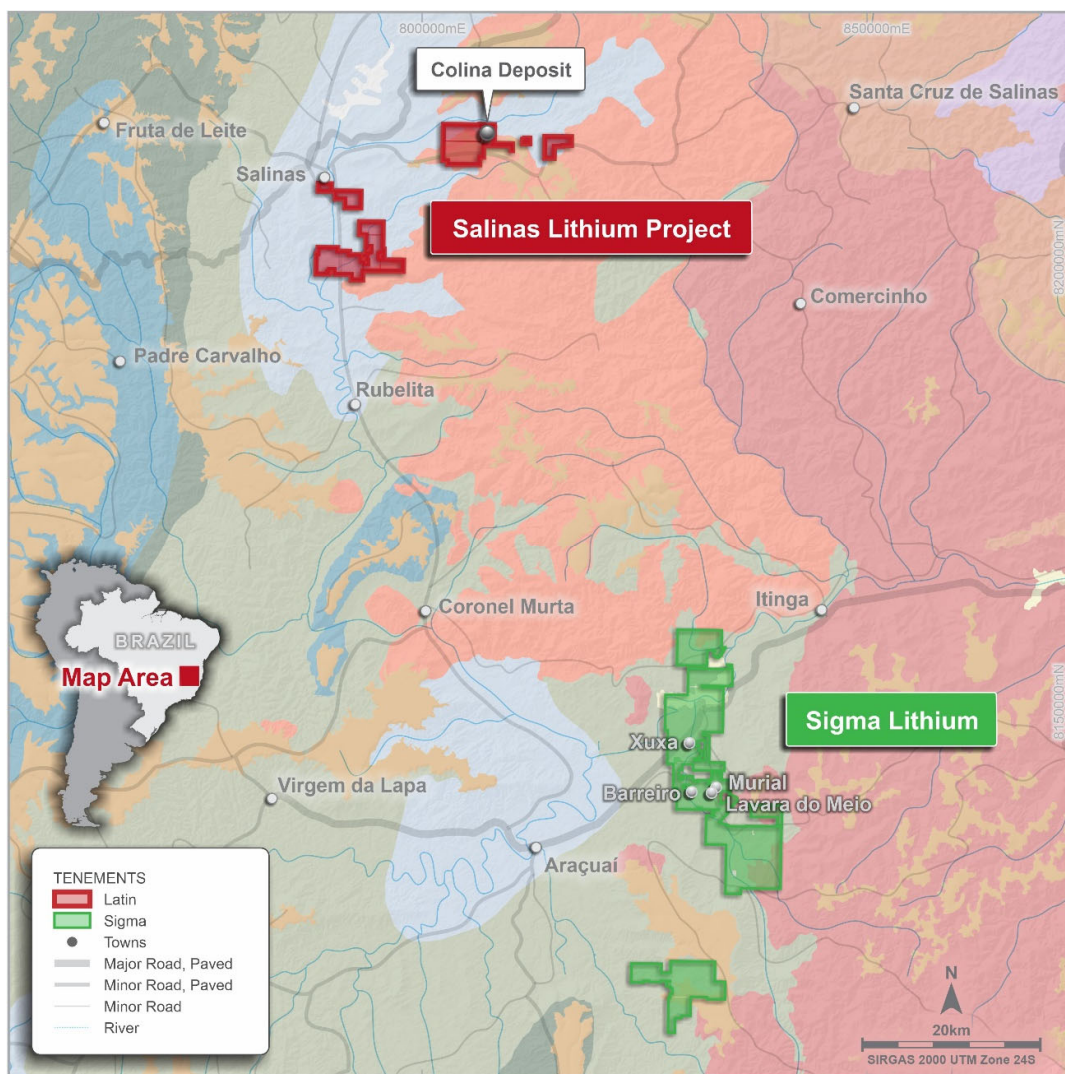 800000mE
850000mE
Colina Deposit
Santa Cruz de Salinas
Fruta de Leite
Salinas
Salinas Lithium Project
8200000mN
Comercinho
Padre Carvalho
Rubelita
Coronel Murta
Itinga
BRAZIL
Map Area
8150000mN
Sigma Lithium
Xuxa
Murial
Barreiro
Lavara do Meio
Virgem da Lapa
Araçuaí
TENEMENTS
Latin
Sigma
Towns
Major Road, Paved
Minor Road, Paved
Minor Road
River
N
20km
SIRGAS 2000 UTM Zone 24S